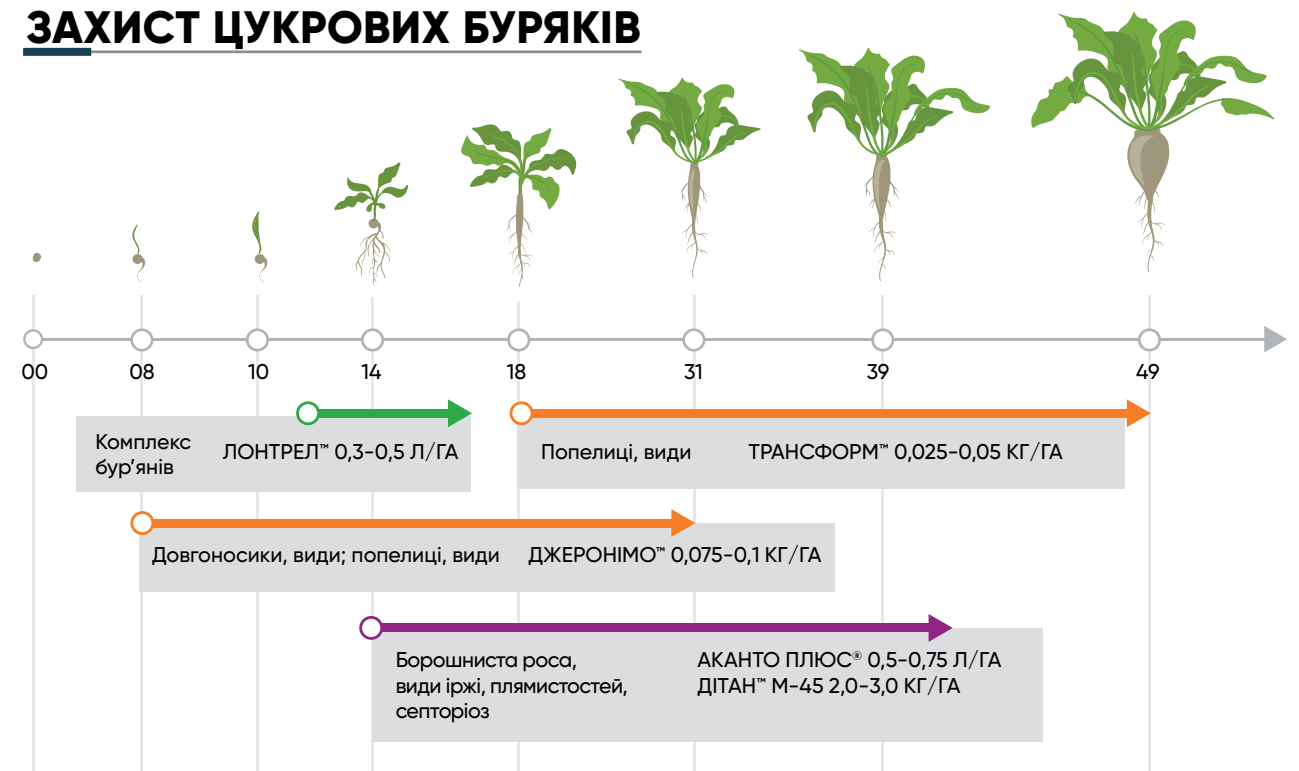 ЗАХИСТ ЦУКРОВИХ БУРЯКІВ
00 08 10 14 18 31 39 49
Комплекс
бур’янів
ЛОНТРЕЛ™ 0,3-0,5 Л/ГА
Попелиці, види
ТРАНСФОРМ™ 0,025-0,05 КГ/ГА
Довгоносики, види; попелиці, види
ДЖЕРОНІМО™ 0,075-0,1 КГ/ГА
Борошниста роса,
види іржі, плямистостей,
септоріоз
АКАНТО ПЛЮС® 0,5-0,75 Л/ГА
ДІТАН™ М-45 2,0-3,0 КГ/ГА